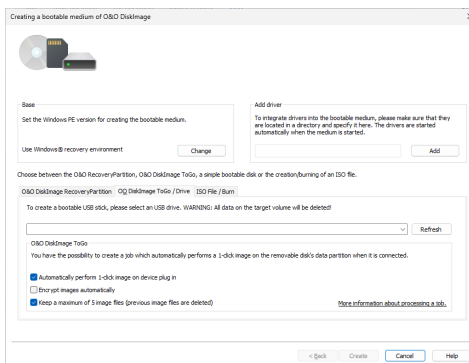 Creating a bootable medium of O&O DiskImage
Base
Set the Windows PE version for creating the bootable medium.
Use Windows® recovery environment
Change
Add driver
To integrate drivers into the bootable medium, please make sure that they
are located in a directory and specify it here. The drivers are started
automatically when the medium is started.
Add
Choose between the O&O RecoveryPartition, O&O DiskImage ToGo, a simple bootable disk or the creation/burning of an ISO file.
O&O DiskImage RecoveryPartition
OO DiskImage ToGo / Drive
ISO File / Burn
To create a bootable USB stick, please select an USB drive. WARNING: All data on the target volume will be deleted!
Refresh
O&O DiskImage ToGo
You have the possibility to create a job which automatically performs a 1-click image on the removable disk's data partition when it is connected.
Automatically perform 1-click image on device plug in
Encrypt images automatically
Keep a maximum of 5 image files (previous image files are deleted)
More information about processing a job.
< Back
Create
Cancel
Help